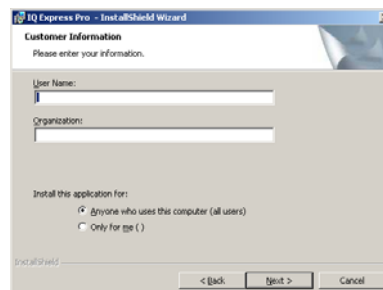 IQ Express Pro - InstallShield Wizard
Customer Information
Please enter your information.
User Name:
Organization:
Install this application for:
Anyone who uses this computer (all users)
Only for me ( )
InstallShield
< Back Next > Cancel